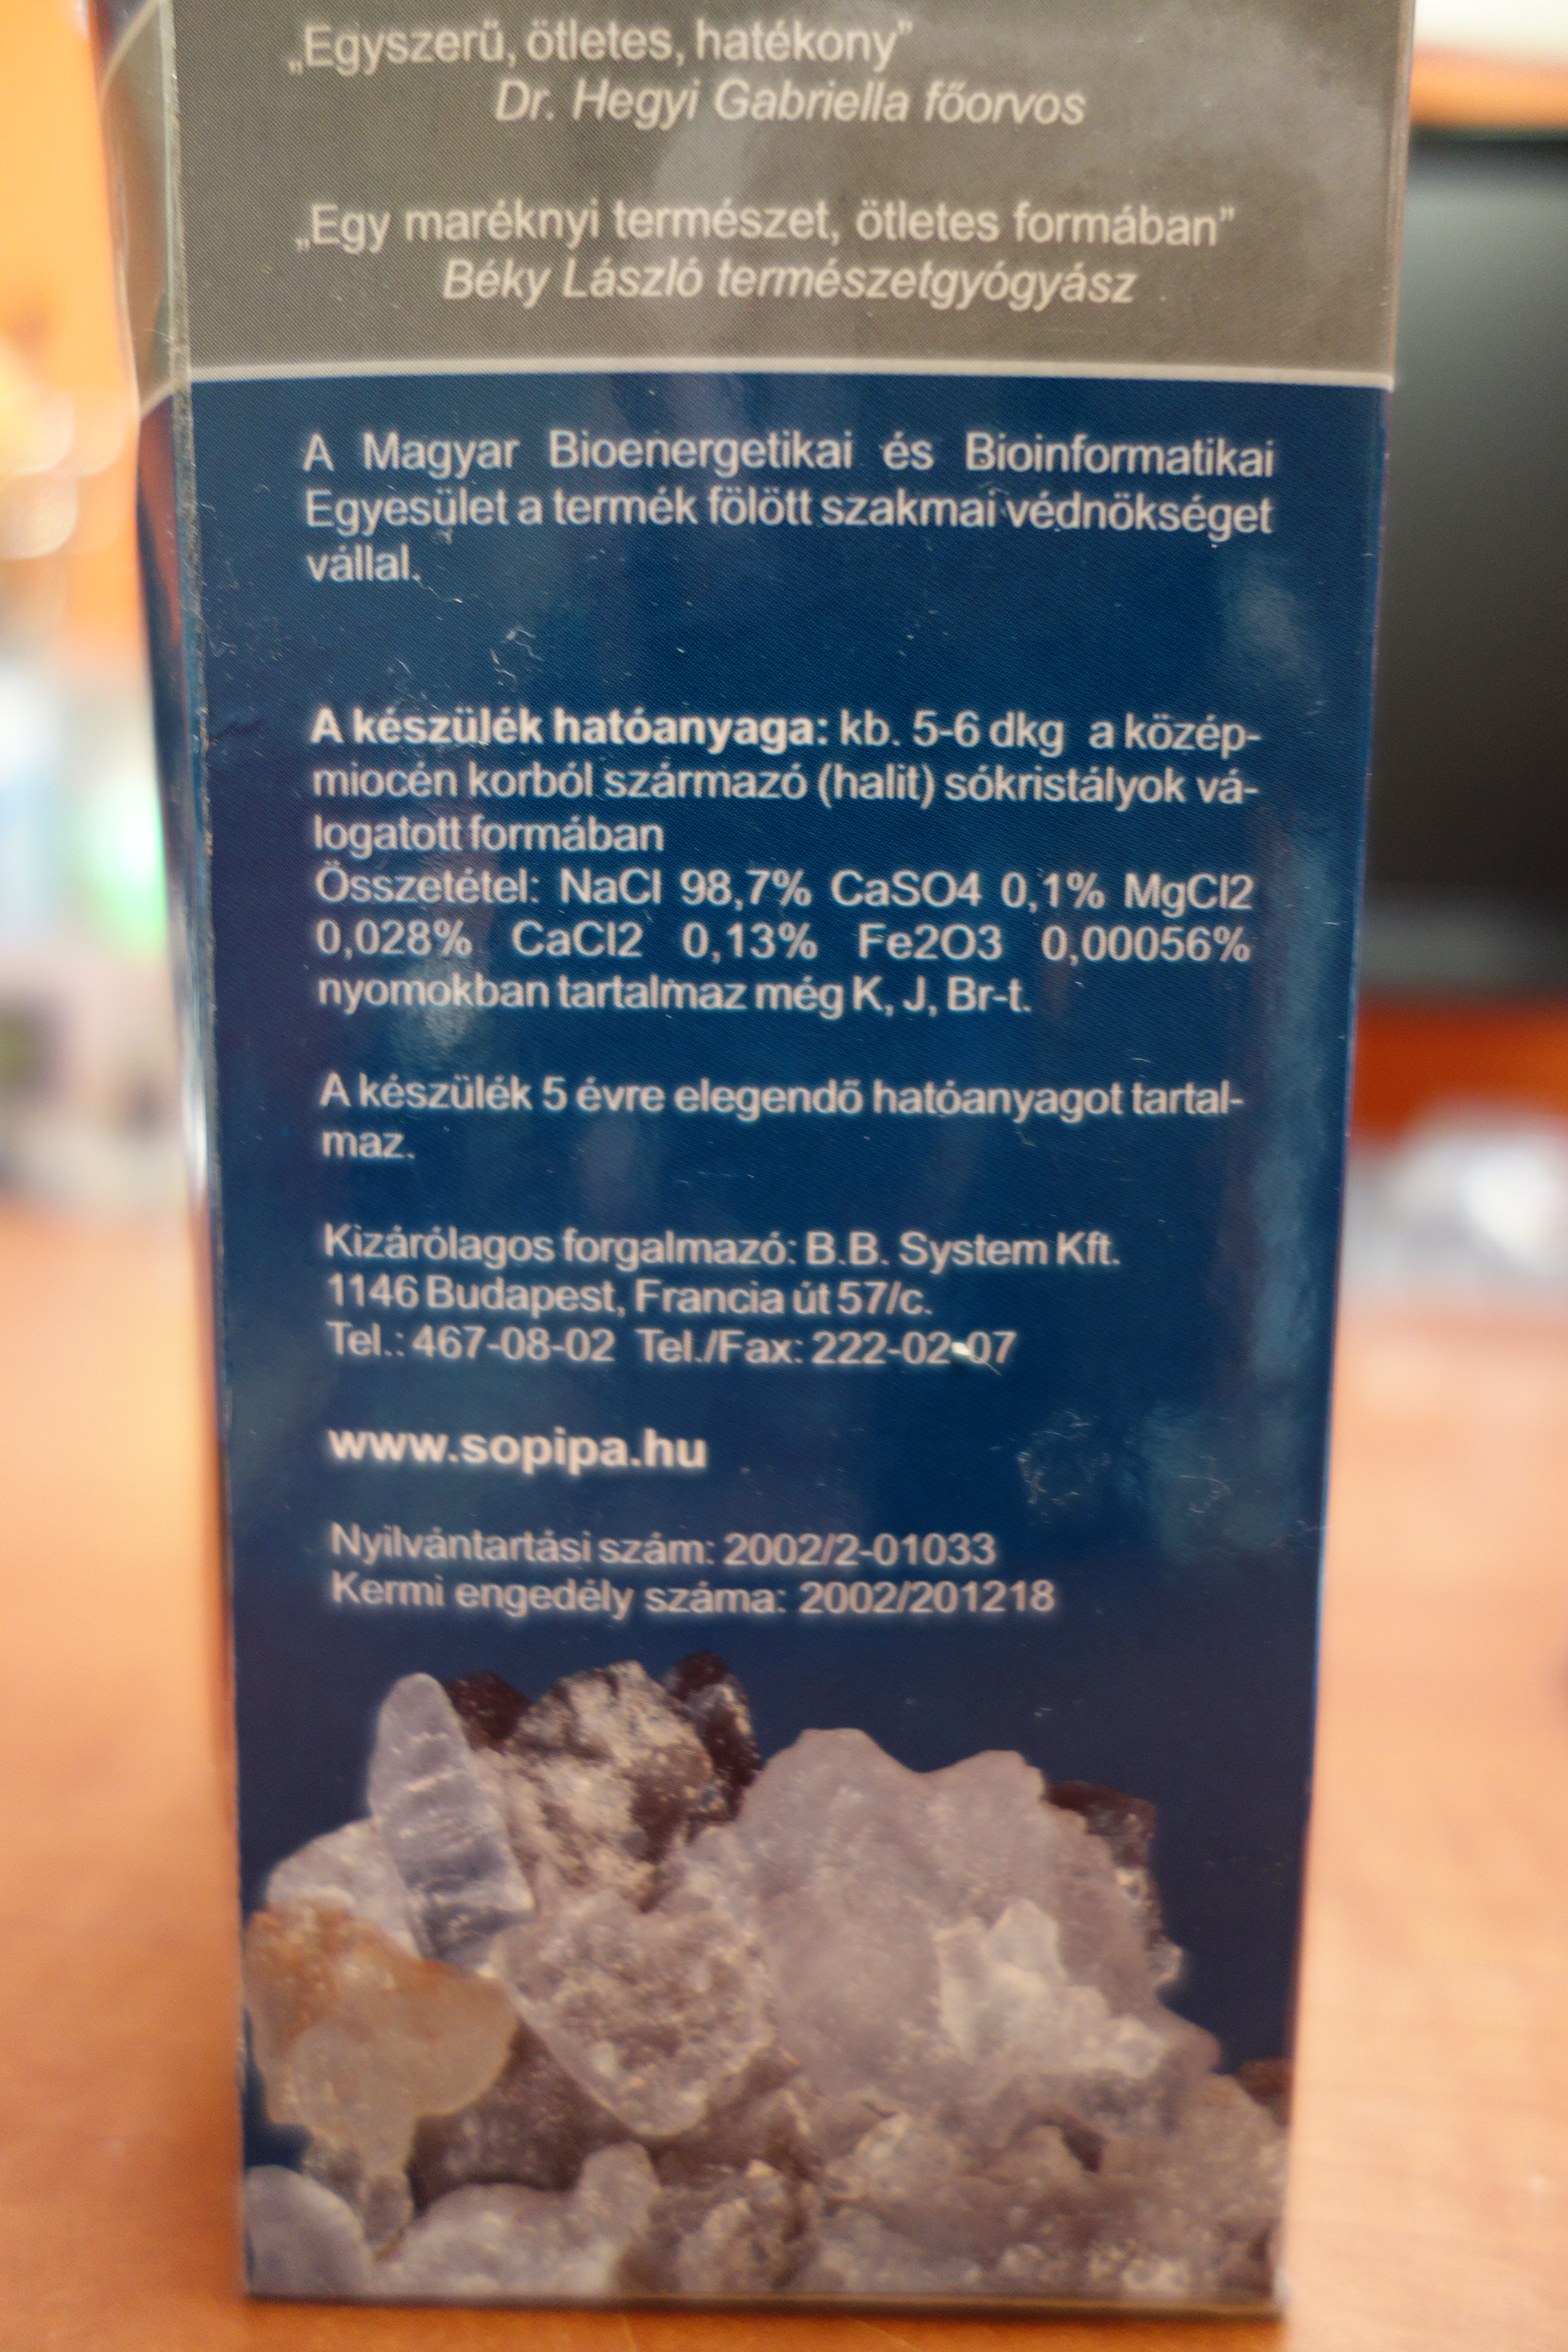 „Egyszerű, ötletes, hatékony”
Dr. Hegyi Gabriella főorvos
„Egy maréknyi természet, ötletes formában”
Béky László természetgyógyász
A Magyar Bioenergetikai és Bioinformatikai
Egyesület a termék fölött szakmai védnökséget
vállal.
A készülék hatóanyaga: kb. 5-6 dkg a közép-
miocén korból származó (halit) sókristályok vá-
logatott formában
Összetétel: NaCl 98,7% CaSO4 0,1% MgCl2
0,028% CaCl2 0,13% Fe2O3 0,00056%
nyomokban tartalmaz még K, J, Br-t.
A készülék 5 évre elegendő hatóanyagot tartal-
maz.
Kizárólagos forgalmazó: B.B. System Kft.
1146 Budapest, Francia út 57/c.
Tel.: 467-08-02 Tel./Fax: 222-02-07
www.sopipa.hu
Nyilvántartási szám: 2002/2-01033
Kermi engedély száma: 2002/201218